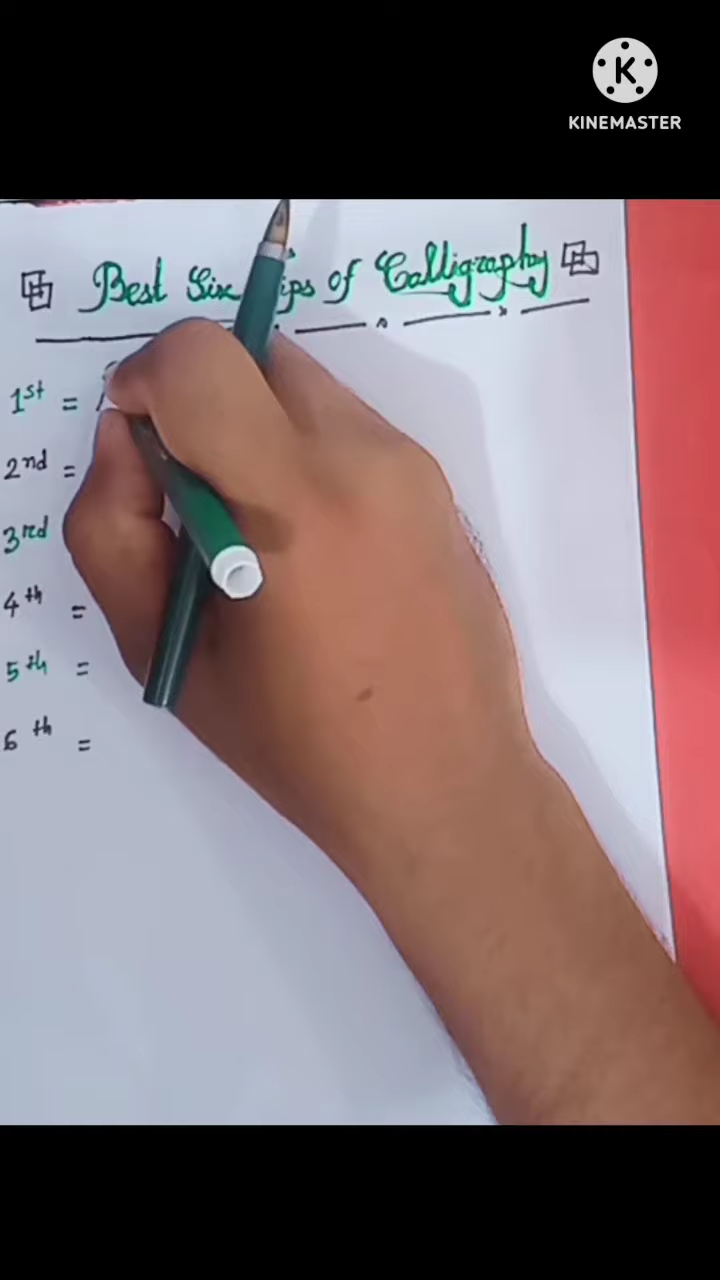 KINEMASTER
Best Six ips of Calligraphy
1st =
2nd =
3rd
4th =
5th =
6th =